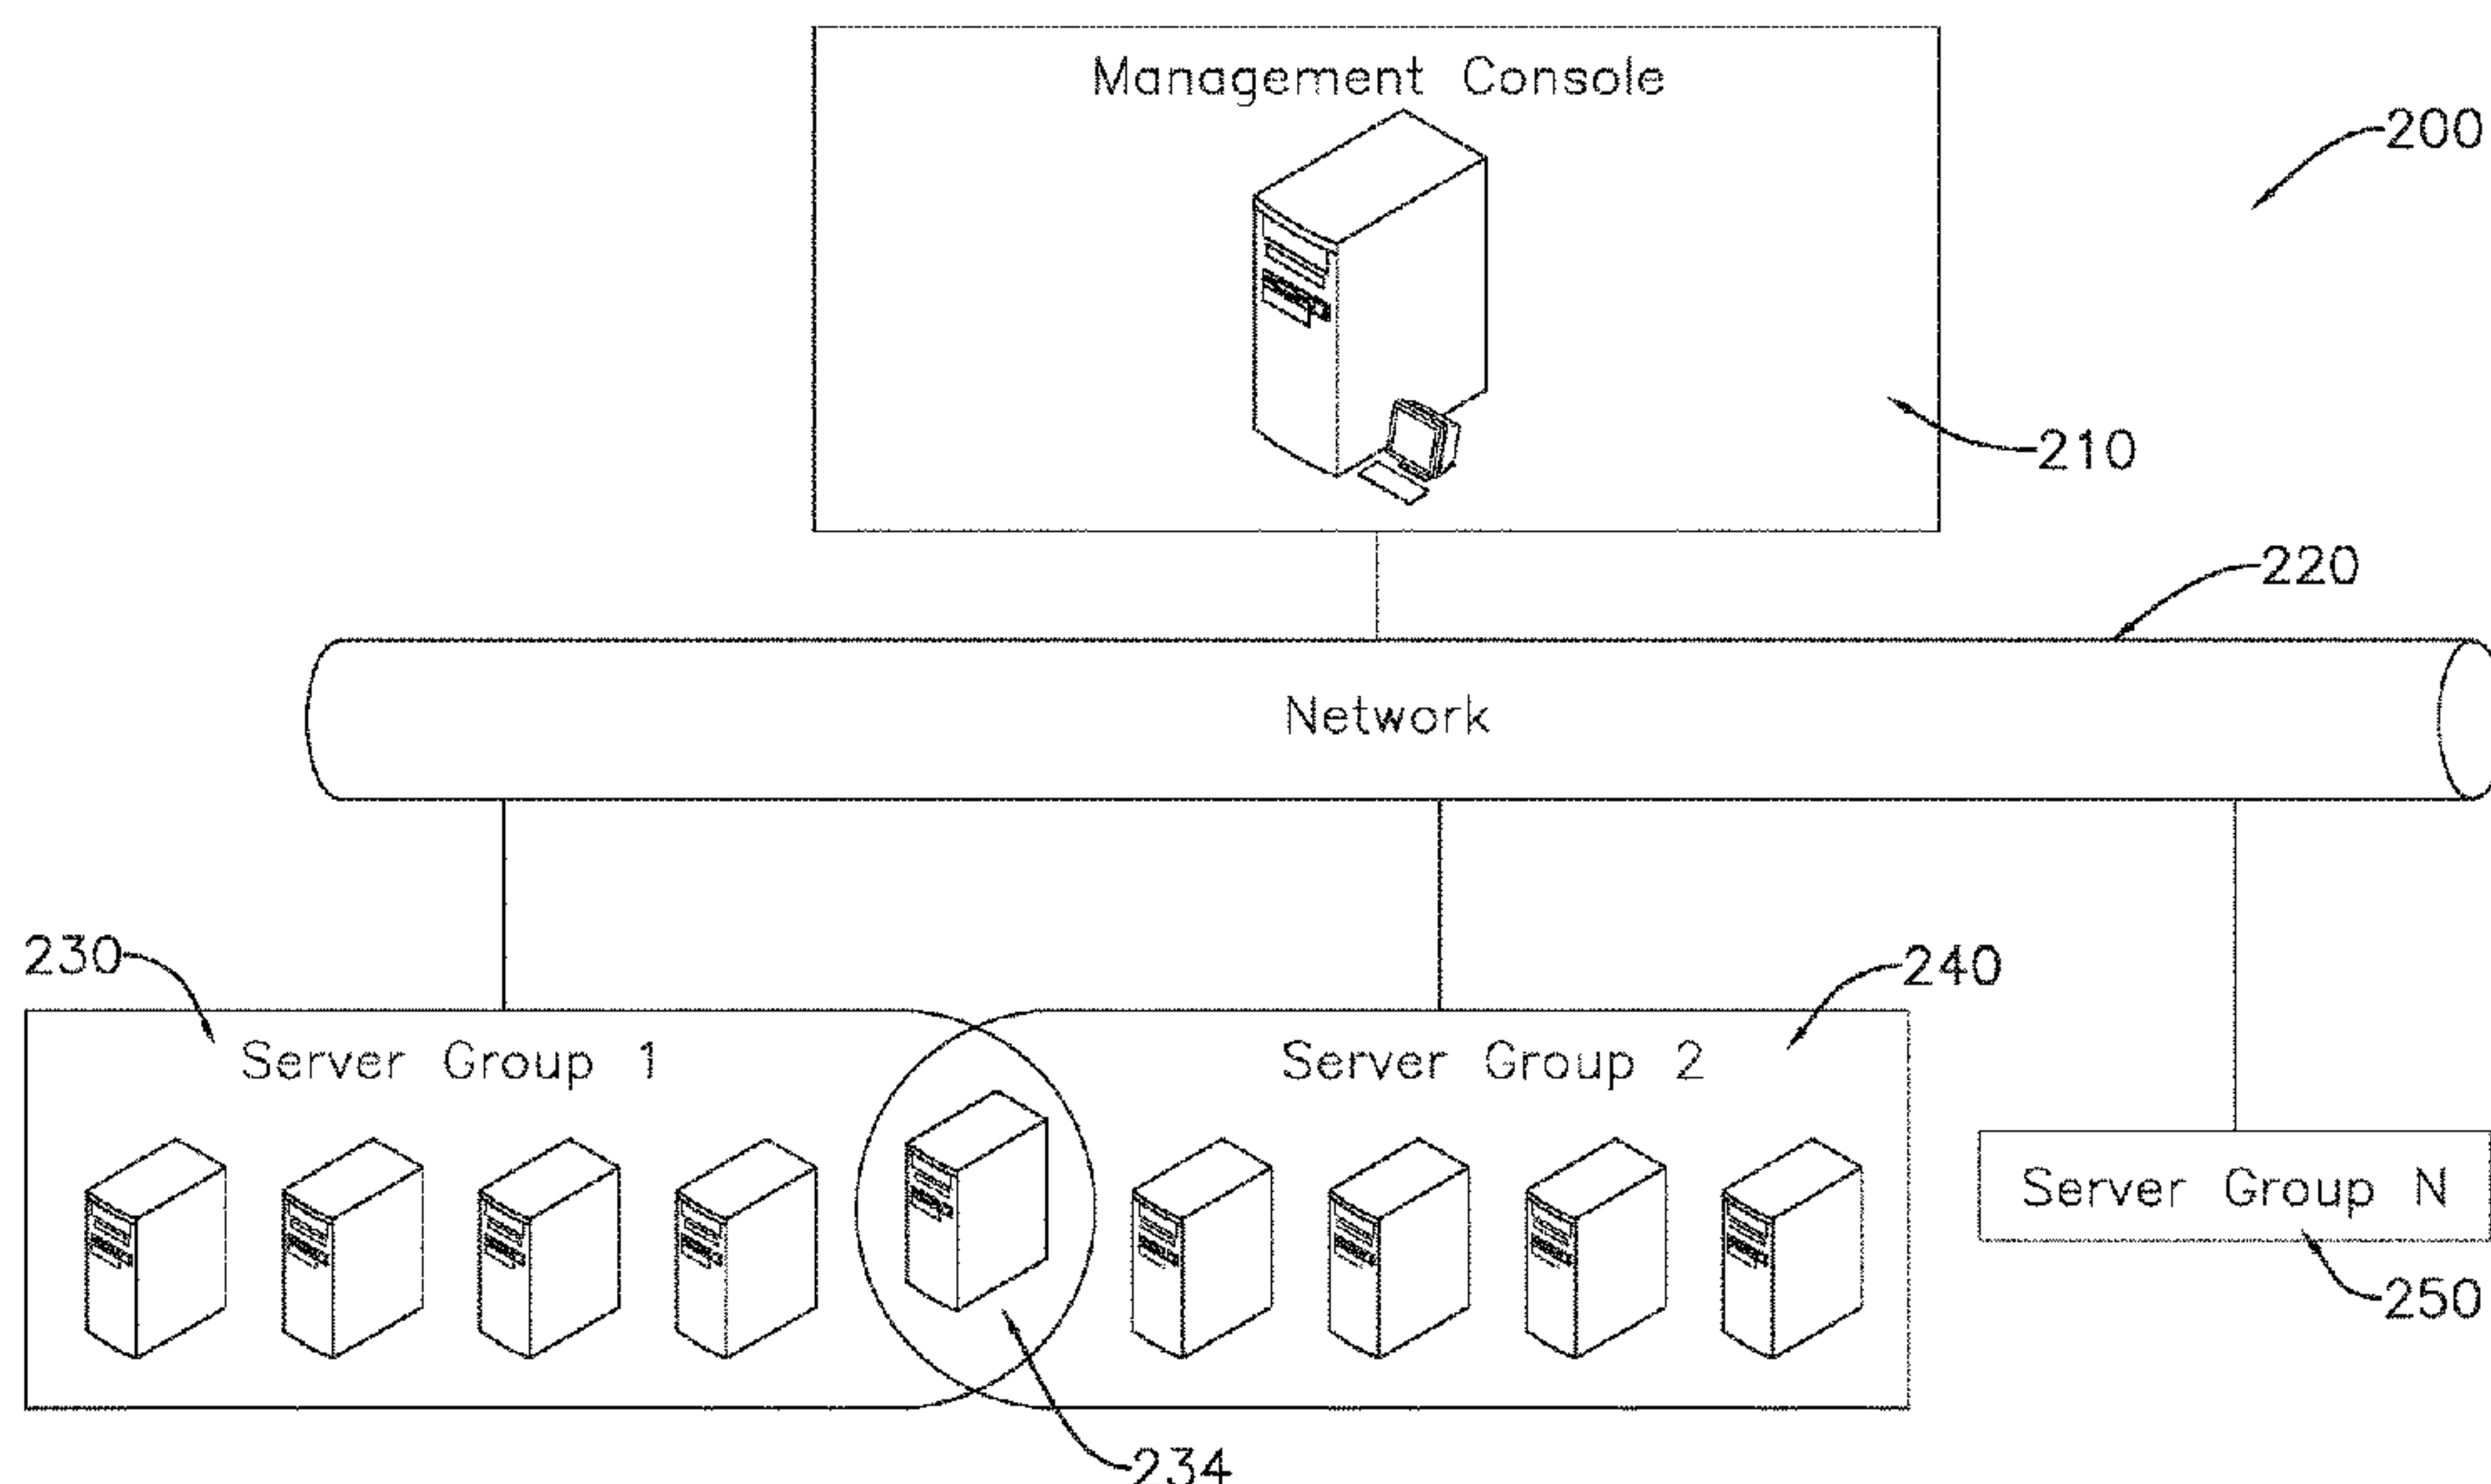 Management Console
200
210
220
Network
230
240
Server Group 1
Server Group 2
Server Group N
250
234